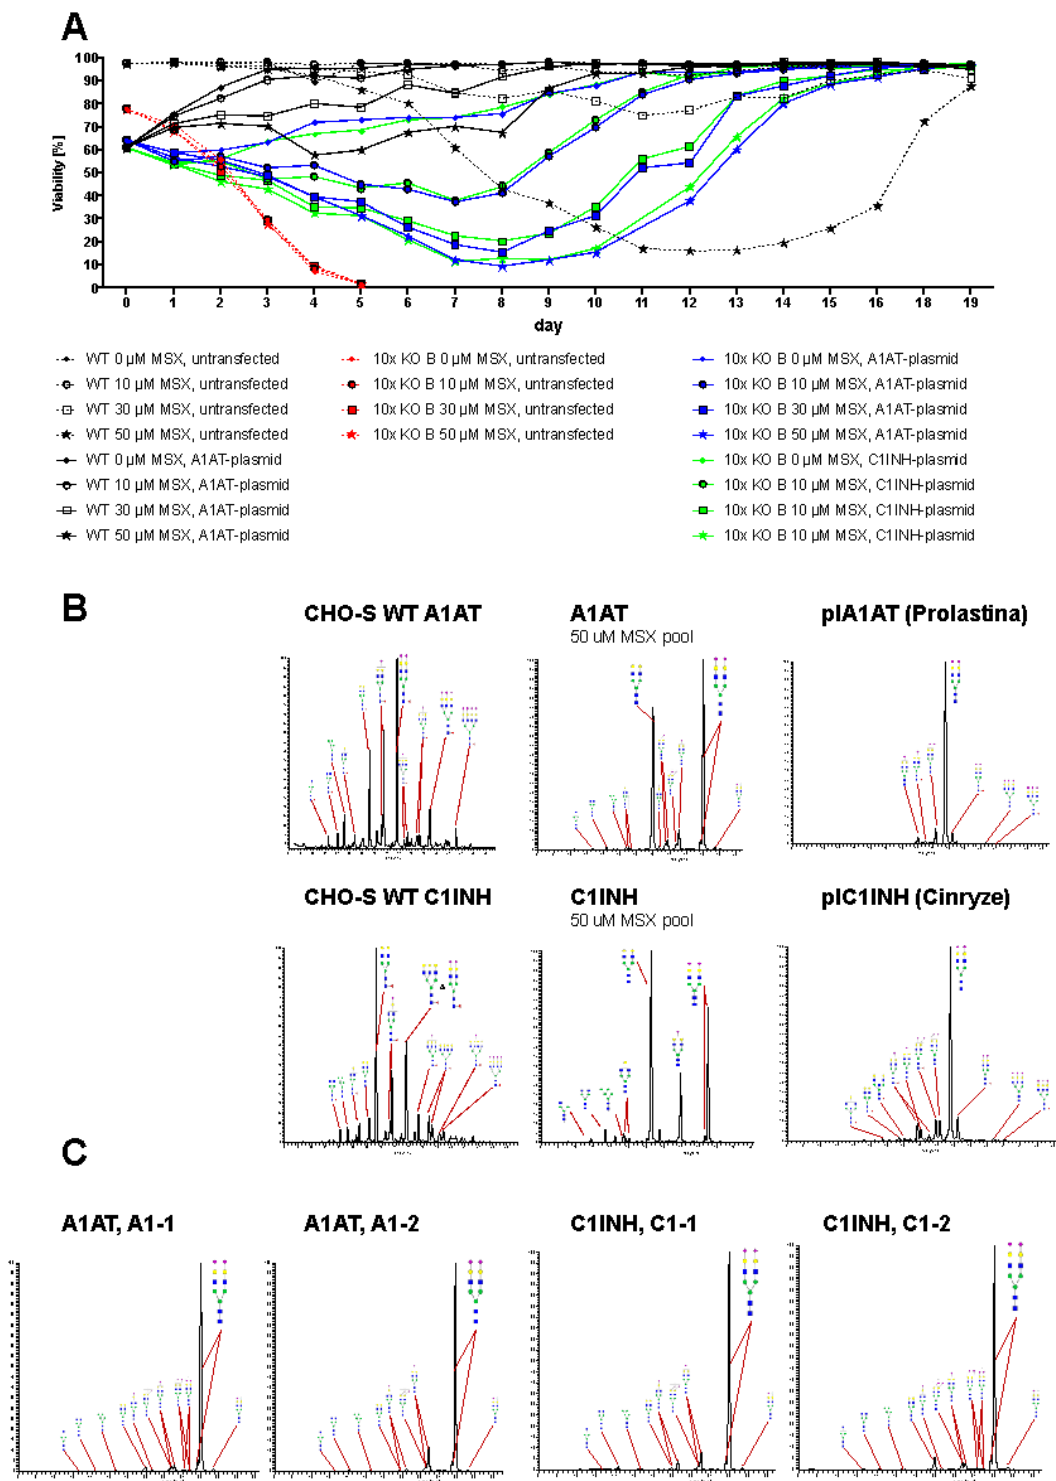 A
Viability [%]
100
90
80
70
60
50
40
30
20
10
0
0 1 2 3 4 5 6 7 8 9 10 11 12 13 14 15 16 18 19
day
WT 0 µM MSX, untransfected
WT 10 µM MSX, untransfected
WT 30 µM MSX, untransfected
WT 50 µM MSX, untransfected
WT 0 µM MSX, A1AT-plasmid
WT 10 µM MSX, A1AT-plasmid
WT 30 µM MSX, A1AT-plasmid
WT 50 µM MSX, A1AT-plasmid
10x KO B 0 µM MSX, untransfected
10x KO B 10 µM MSX, untransfected
10x KO B 30 µM MSX, untransfected
10x KO B 50 µM MSX, untransfected
10x KO B 0 µM MSX, A1AT-plasmid
10x KO B 10 µM MSX, A1AT-plasmid
10x KO B 30 µM MSX, A1AT-plasmid
10x KO B 50 µM MSX, A1AT-plasmid
10x KO B 0 µM MSX, C1INH-plasmid
10x KO B 10 µM MSX, C1INH-plasmid
10x KO B 10 µM MSX, C1INH-plasmid
10x KO B 10 µM MSX, C1INH-plasmid
B
CHO-S WT A1AT
A1AT
50 uM MSX pool
plA1AT (Prolastina)
CHO-S WT C1INH
&
C1INH
50 uM MSX pool
plC1INH (Cinryze)
C
A1AT, A1-1
A1AT, A1-2
C1INH, C1-1
C1INH, C1-2